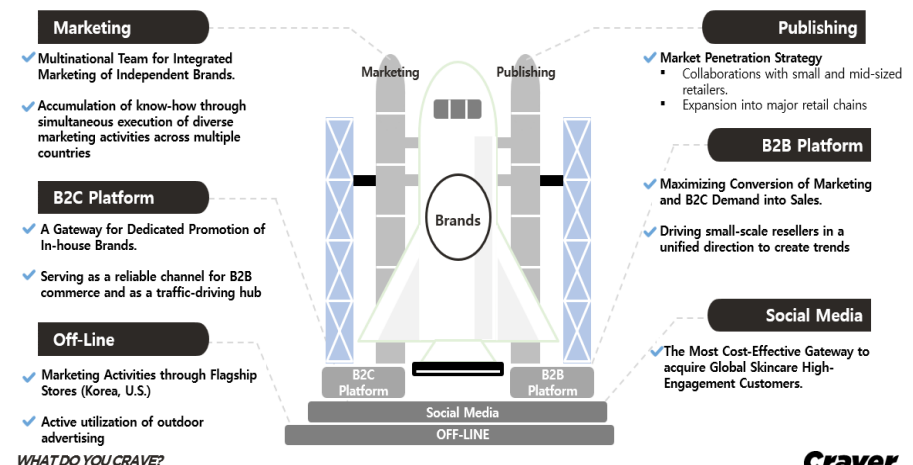 Marketing
Multinational Team for Integrated
Marketing of Independent Brands.
Accumulation of know-how through
simultaneous execution of diverse
marketing activities across multiple
countries
B2C Platform
A Gateway for Dedicated Promotion of
In-house Brands.
Serving as a reliable channel for B2B
commerce and as a traffic-driving hub
Off-Line
Marketing Activities through Flagship
Stores (Korea, U.S.)
Active utilization of outdoor
advertising
Marketing
Publishing
Brands
B2C
Platform
B2B
Platform
Social Media
OFF-LINE
Publishing
Market Penetration Strategy
Collaborations with small and mid-sized
retailers.
Expansion into major retail chains
B2B Platform
Maximizing Conversion of Marketing
and B2C Demand into Sales.
Driving small-scale resellers in a
unified direction to create trends
Social Media
The Most Cost-Effective Gateway to
acquire Global Skincare High-
Engagement Customers.
WHAT DO YOU CRAVE?
Craver